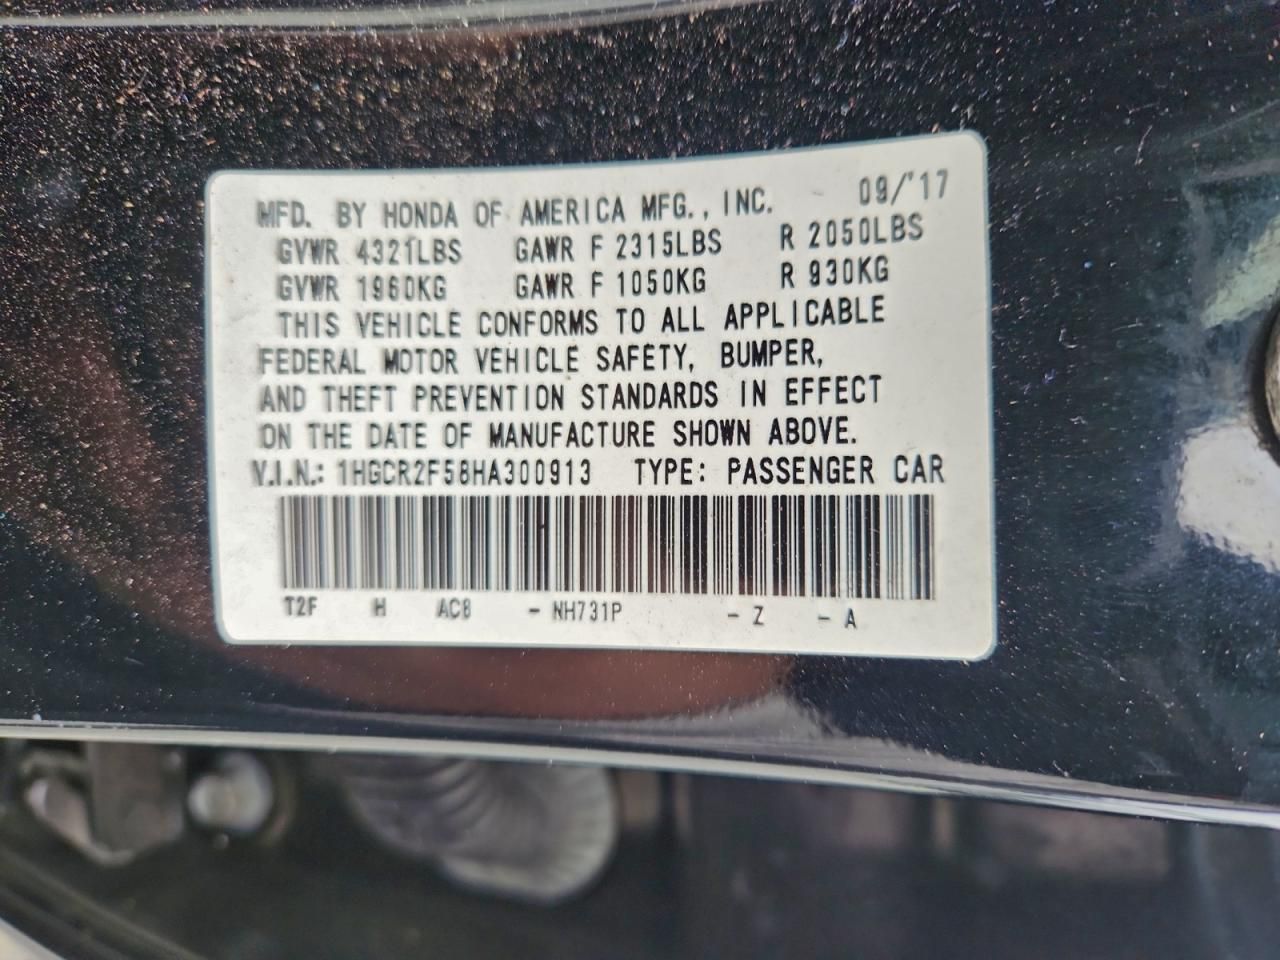 MFD. BY HONDA OF AMERICA MFG., INC. 09/'17
GVWR 4321LBS GAWR F 2315LBS R 2050LBS
GVWR 1960KG GAWR F 1050KG R 930KG
THIS VEHICLE CONFORMS TO ALL APPLICABLE
FEDERAL MOTOR VEHICLE SAFETY, BUMPER,
AND THEFT PREVENTION STANDARDS IN EFFECT
ON THE DATE OF MANUFACTURE SHOWN ABOVE.
V.I.N.: 1HGCR2F58HA300913 TYPE: PASSENGER CAR
T2F H AC8 - NH731P - Z - A